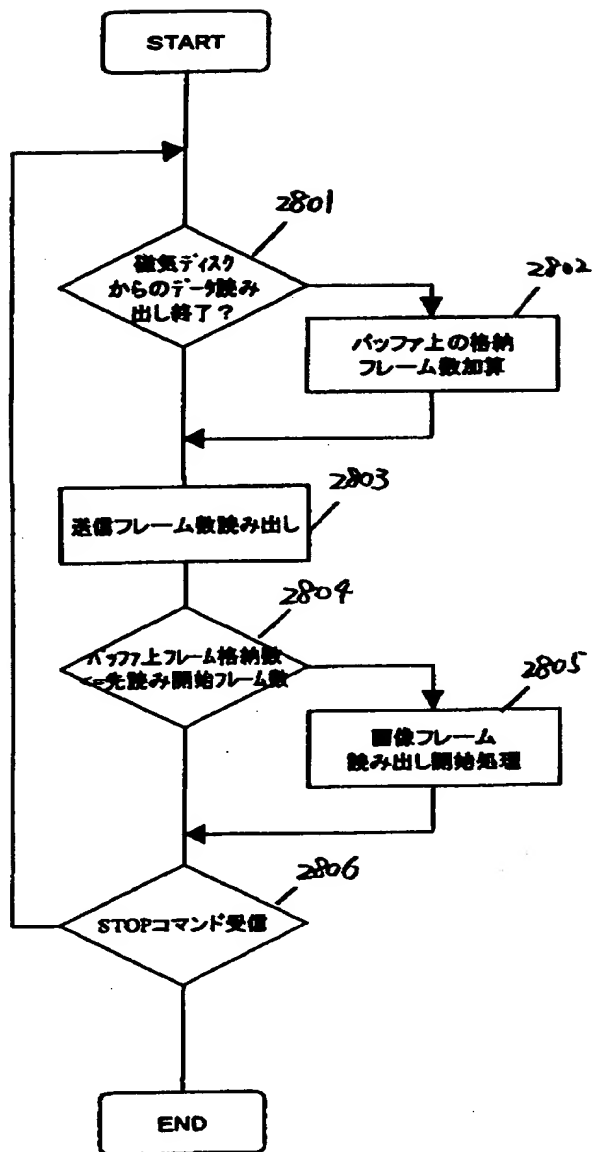 START
2801
磁気ディスク
からのデータ読み
出し終了？
2802
バッファ上の格納
フレーム数加算
2803
送信フレーム数読み出し
2804
バッファ上フレーム格納数
<=先読み開始フレーム数
2805
画像フレーム
読み出し開始処理
2806
STOPコマンド受信
END